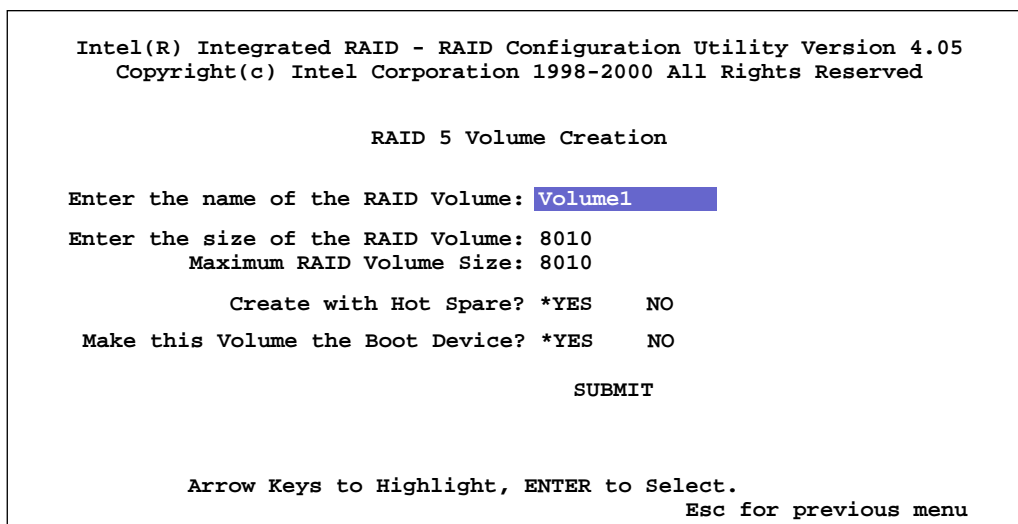 Intel(R) Integrated RAID - RAID Configuration Utility Version 4.05
Copyright(c) Intel Corporation 1998-2000 All Rights Reserved
RAID 5 Volume Creation
Enter the name of the RAID Volume: Volume1
Enter the size of the RAID Volume: 8010
Maximum RAID Volume Size: 8010
Create with Hot Spare? *YES NO
Make this Volume the Boot Device? *YES NO
SUBMIT
Arrow Keys to Highlight, ENTER to Select.
Esc for previous menu